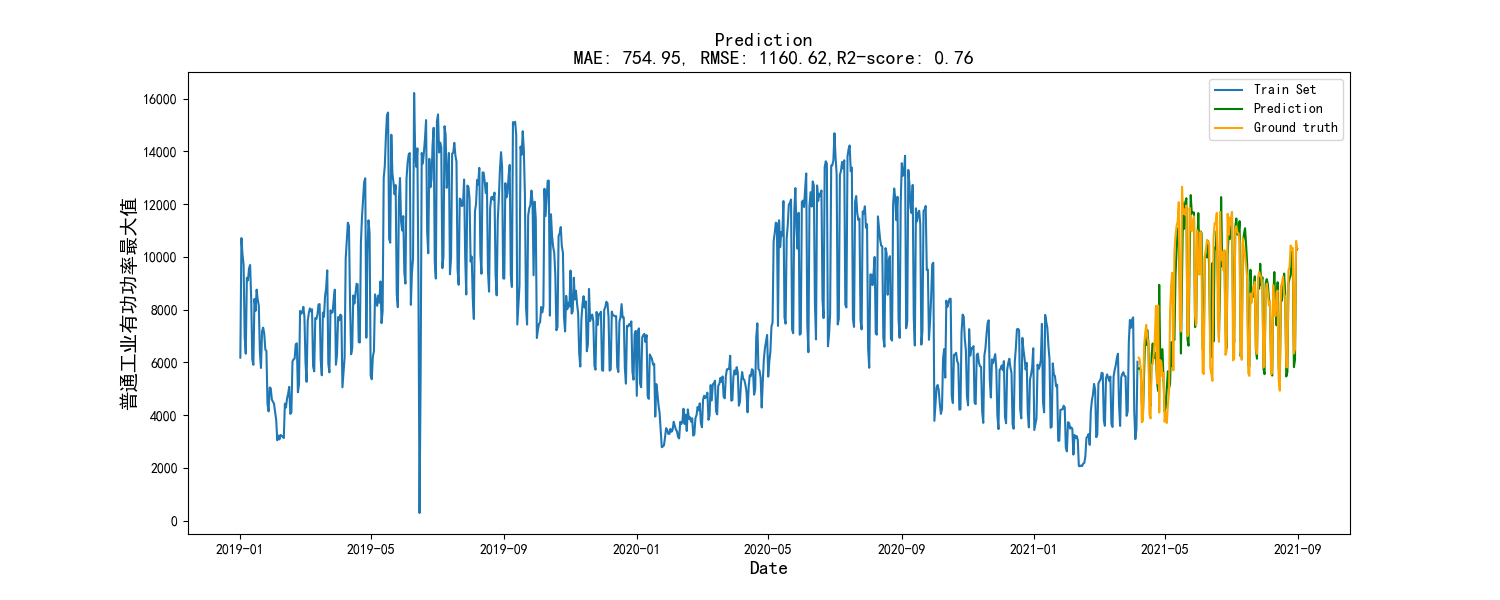 Prediction
MAE: 754.95, RMSE: 1160.62,R2-score: 0.76
Train Set
Prediction
Ground truth
普通工业有功功率最大值
16000
14000
12000
10000
8000
6000
4000
2000
0
2019-01
2019-05
2019-09
2020-01
2020-05
2020-09
2021-01
2021-05
2021-09
Date